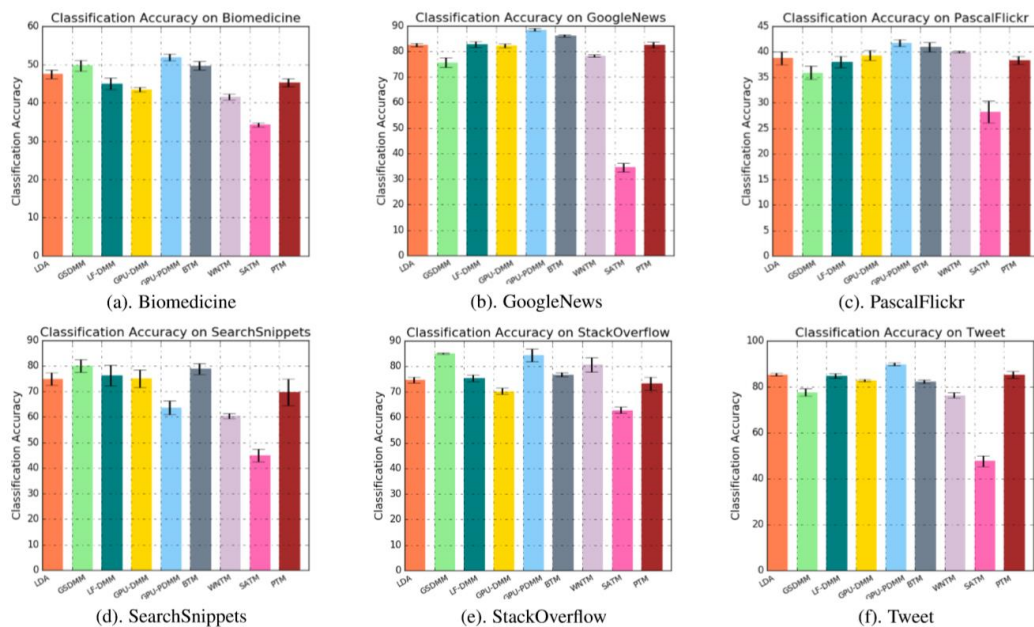 Classification Accuracy on Biomedicine
60
50
40
30
20
10
0
Classification Accuracy
LDA
GSDMM
LF-DMM
GPU-DMM
GPU-PDMM
BTM
WNTM
SATM
PTM
(a). Biomedicine
Classification Accuracy on GoogleNews
90
80
70
60
50
40
30
20
10
0
Classification Accuracy
LDA
GSDMM
LF-DMM
GPU-DMM
GPU-PDMM
BTM
WNTM
SATM
PTM
(b). GoogleNews
Classification Accuracy on PascalFlickr
45
40
35
30
25
20
15
10
5
0
Classification Accuracy
LDA
GSDMM
LF-DMM
GPU-DMM
GPU-PDMM
BTM
WNTM
SATM
PTM
(c). PascalFlickr
Classification Accuracy on SearchSnippets
90
80
70
60
50
40
30
20
10
0
Classification Accuracy
LDA
GSDMM
LF-DMM
GPU-DMM
GPU-PDMM
BTM
WNTM
SATM
PTM
(d). SearchSnippets
Classification Accuracy on StackOverflow
90
80
70
60
50
40
30
20
10
0
Classification Accuracy
LDA
GSDMM
LF-DMM
GPU-DMM
GPU-PDMM
BTM
WNTM
SATM
PTM
(e). StackOverflow
Classification Accuracy on Tweet
100
80
60
40
20
0
Classification Accuracy
LDA
GSDMM
LF-DMM
GPU-DMM
GPU-PDMM
BTM
WNTM
SATM
PTM
(f). Tweet